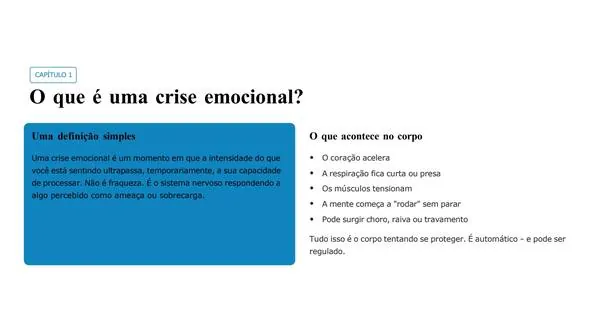 CAPÍTULO 1
O que é uma crise emocional?
Uma definição simples
Uma crise emocional é um momento em que a intensidade do que
você está sentindo ultrapassa, temporariamente, a sua capacidade
de processar. Não é fraqueza. É o sistema nervoso respondendo a
algo percebido como ameaça ou sobrecarga.
O que acontece no corpo
• O coração acelera
• A respiração fica curta ou presa
• Os músculos tensionam
• A mente começa a "rodar" sem parar
• Pode surgir choro, raiva ou travamento
Tudo isso é o corpo tentando se proteger. É automático – e pode ser
regulado.